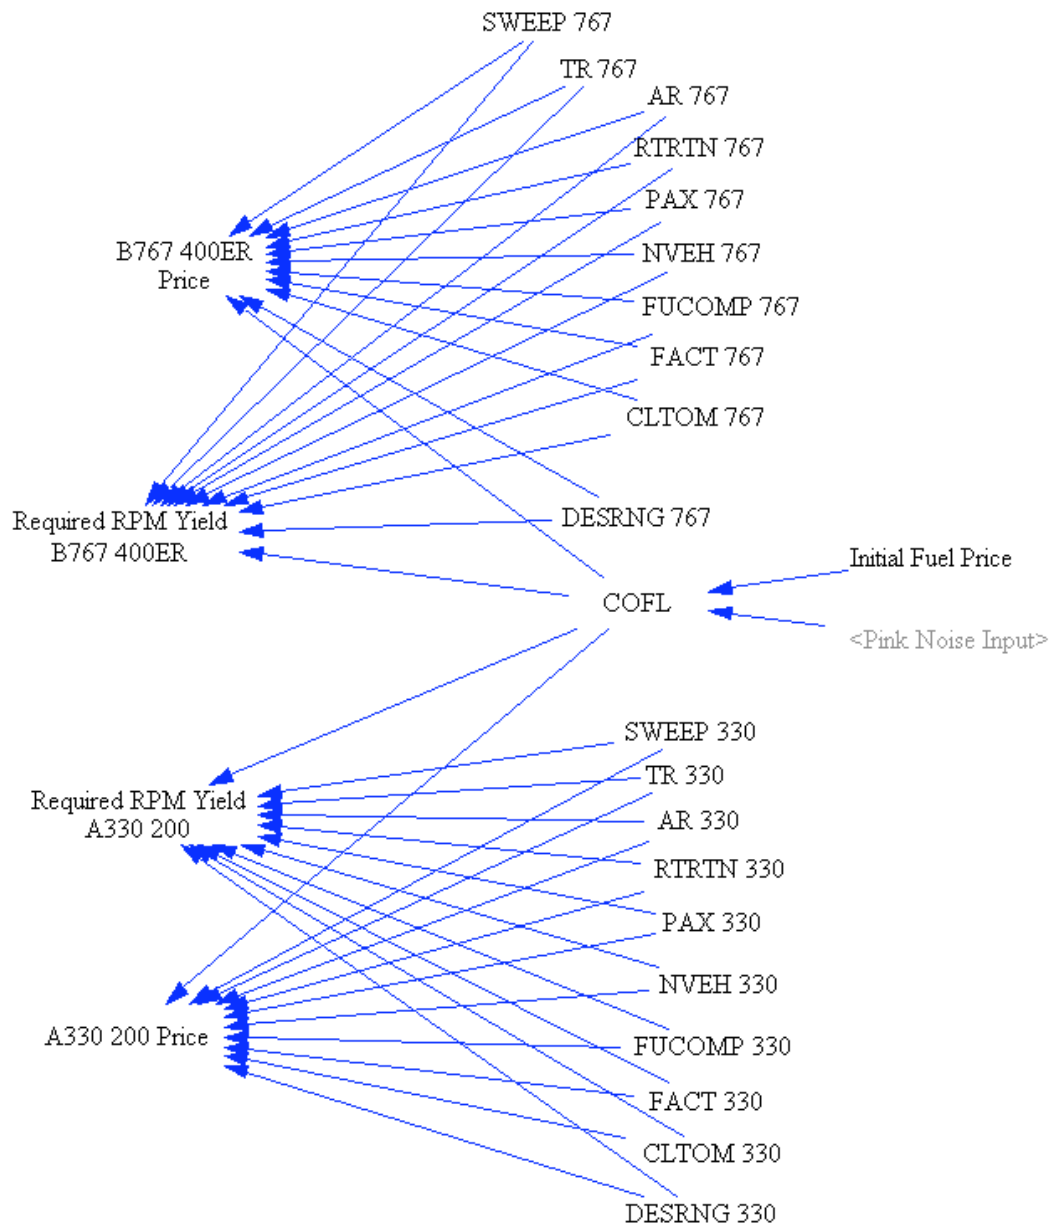 SWEEP 767
TR 767
AR 767
RTRTN 767
PAX 767
B767 400ER
Price
NVEH 767
FUCOMP 767
FACT 767
CLTOM 767
Required RPM Yield
B767 400ER
DESRNG 767
Initial Fuel Price
COFL
<Pink Noise Input>
SWEEP 330
TR 330
Required RPM Yield
A330 200
AR 330
RTRTN 330
PAX 330
NVEH 330
A330 200 Price
FUCOMP 330
FACT 330
CLTOM 330
DESRNG 330